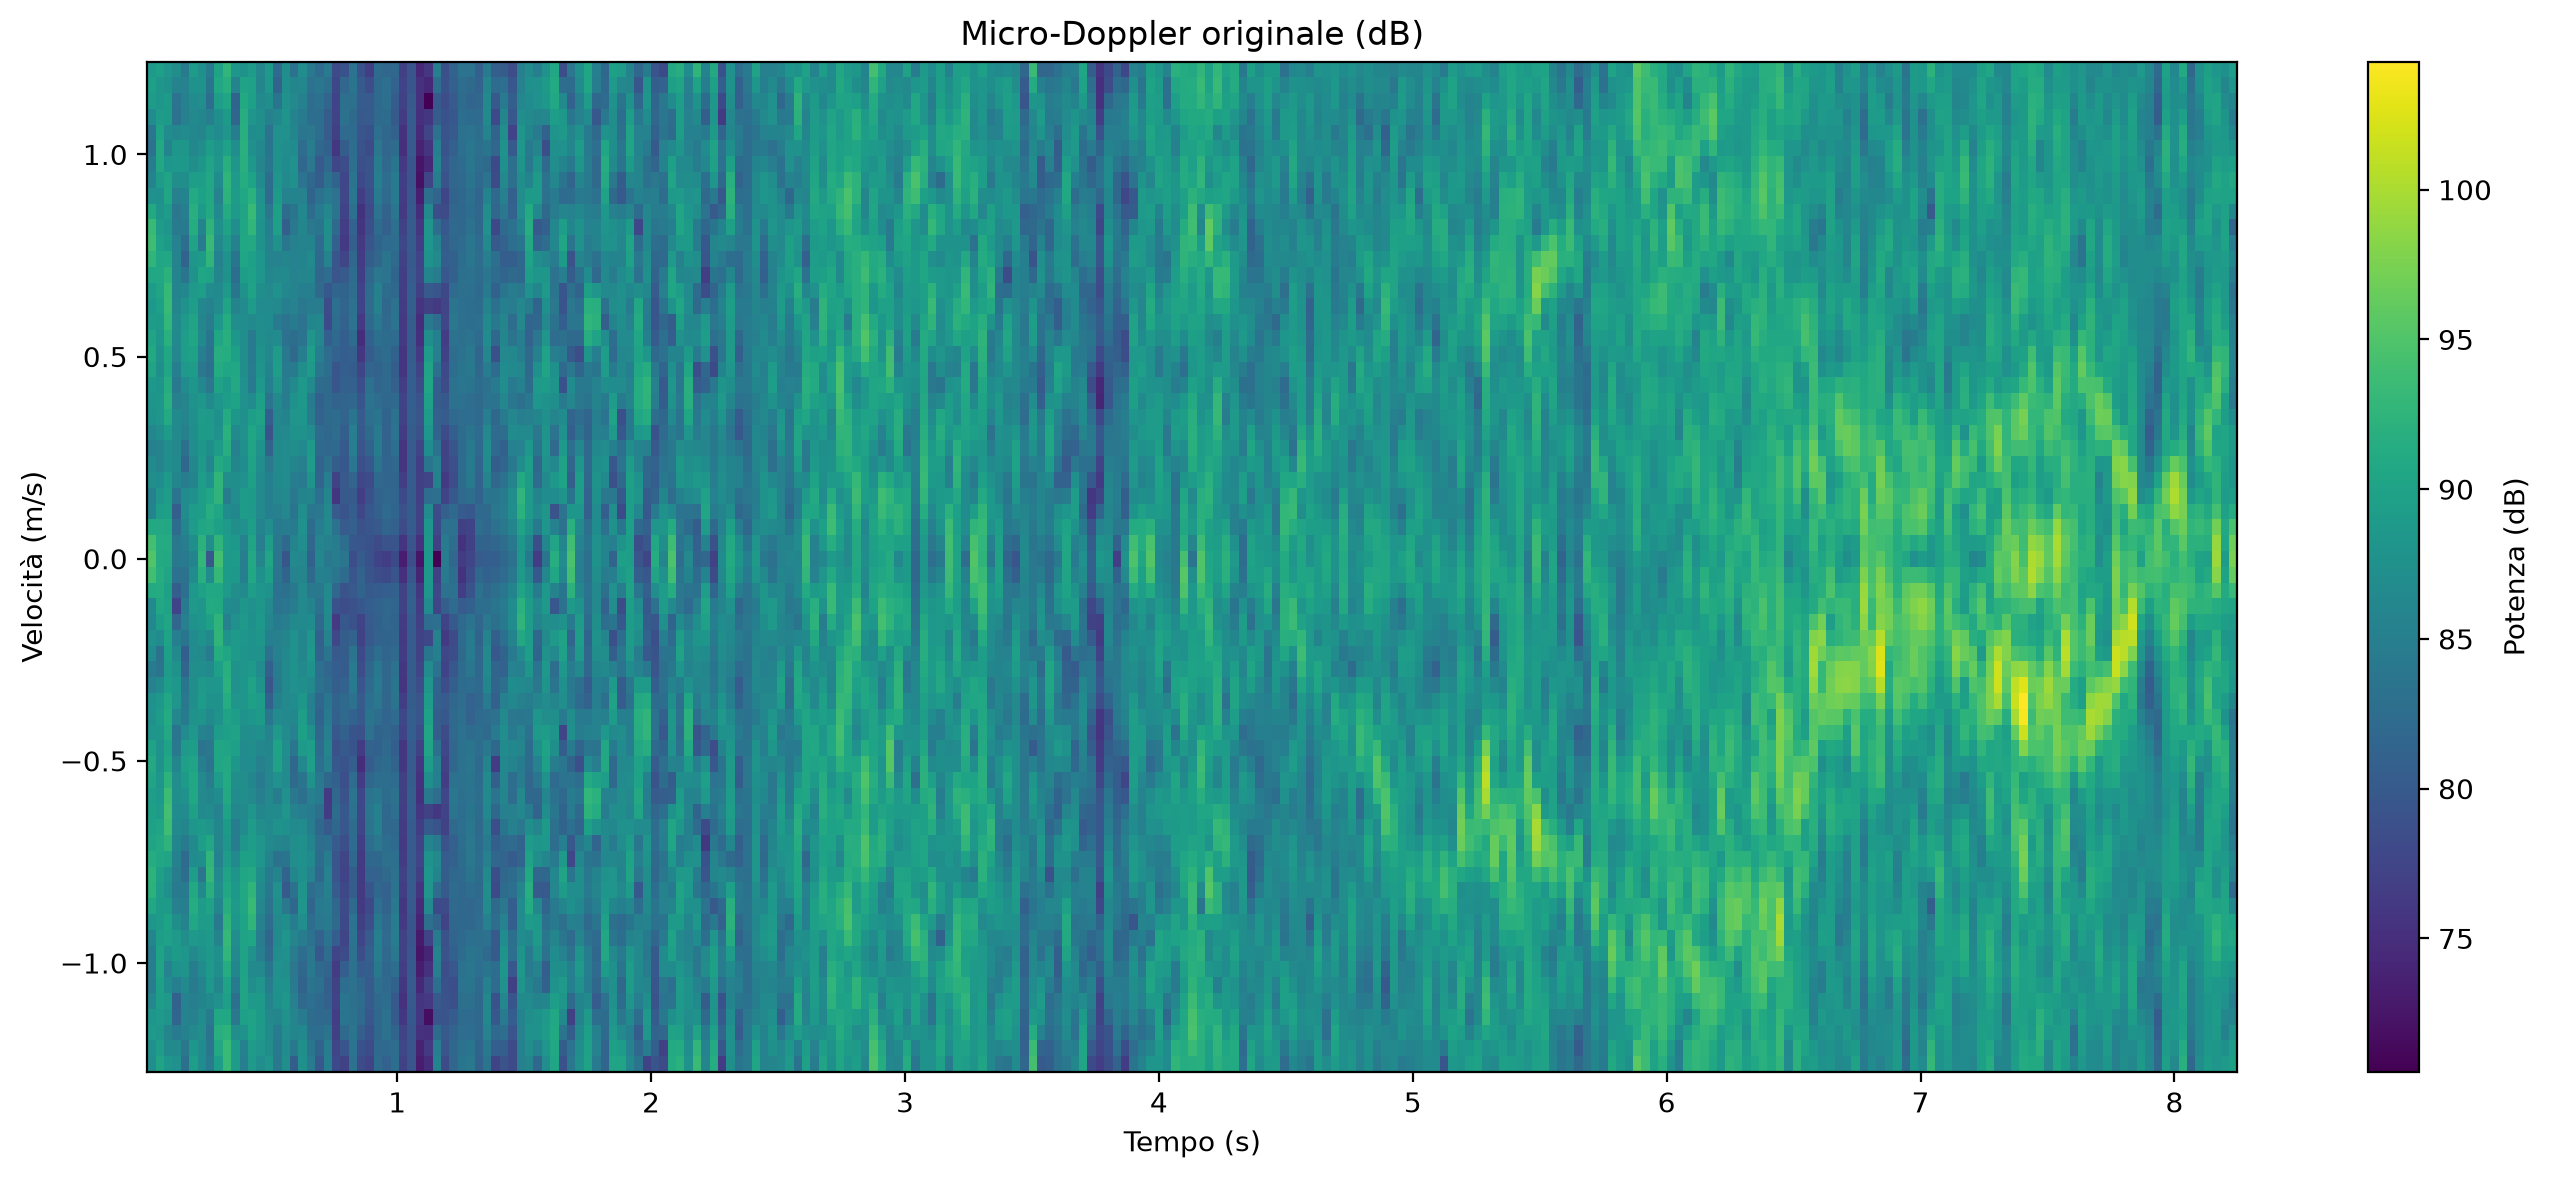 Micro-Doppler originale (dB)
1.0
0.5
0.0
−0.5
−1.0
Velocità (m/s)
1 2 3 4 5 6 7 8
Tempo (s)
100
95
90
85
80
75
Potenza (dB)